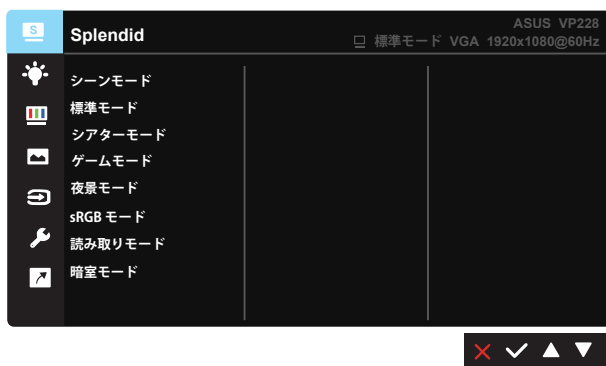 S
Splendid
ASUS VP228
標準モード VGA 1920x1080@60Hz
シーンモード
標準モード
シアターモード
ゲームモード
夜景モード
sRGB モード
読み取りモード
暗室モード